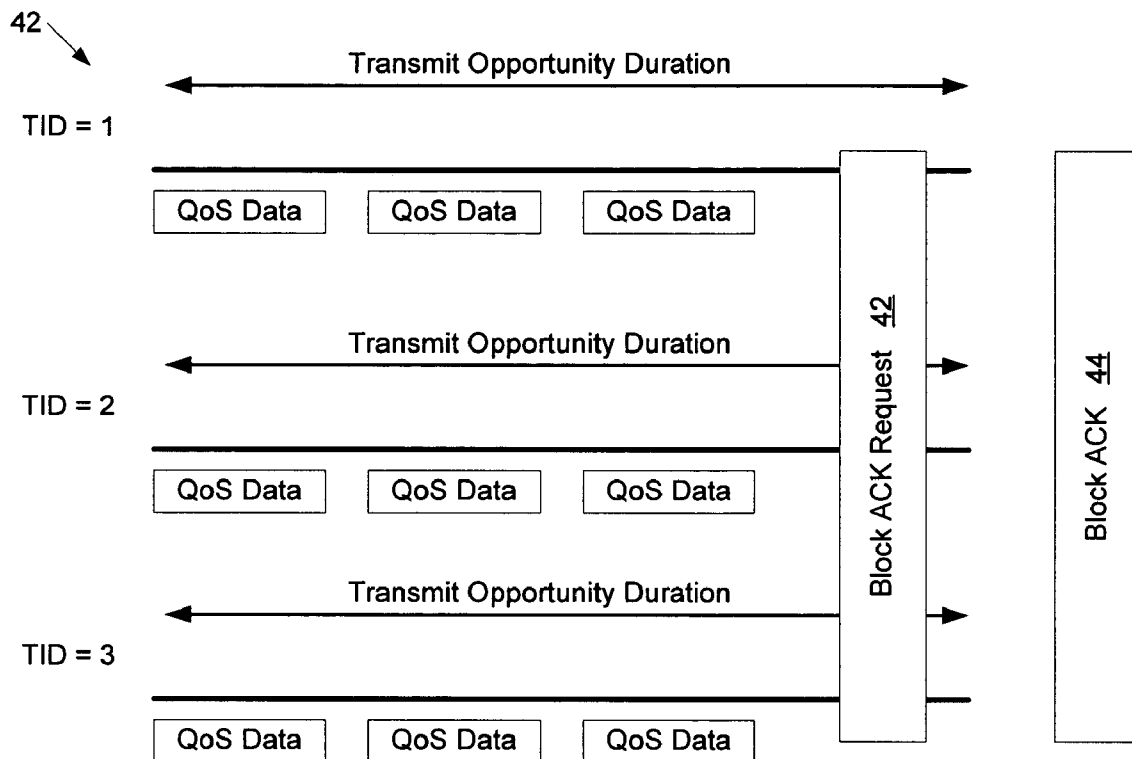 42
Transmit Opportunity Duration
TID = 1
QoS Data QoS Data QoS Data
Transmit Opportunity Duration
TID = 2
QoS Data QoS Data QoS Data
Transmit Opportunity Duration
TID = 3
QoS Data QoS Data QoS Data
Block ACK Request 42
Block ACK 44